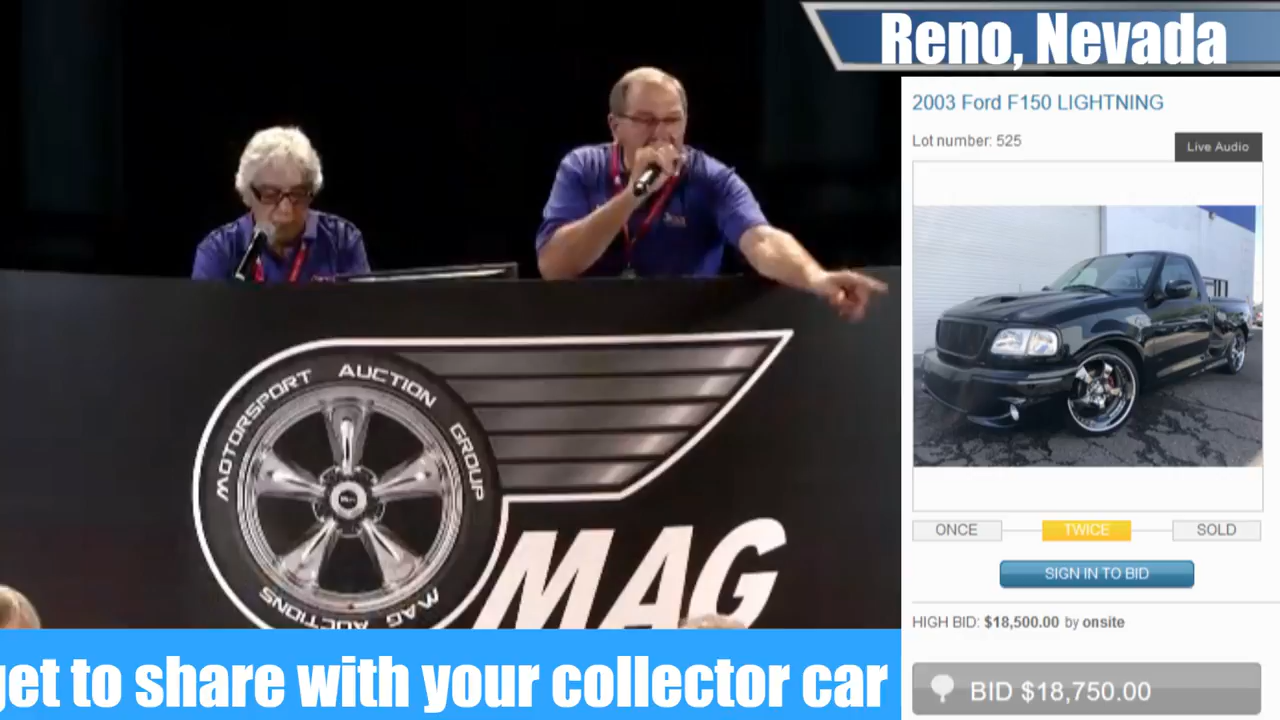 Reno, Nevada
2003 Ford F150 LIGHTNING
Lot number: 525
Live Audio
MOTORSPORT AUCTION GROUP
MAG AUCTIONS
MAG
ONCE
TWICE
SOLD
SIGN IN TO BID
HIGH BID: $18,500.00 by onsite
BID $18,750.00
get to share with your collector car